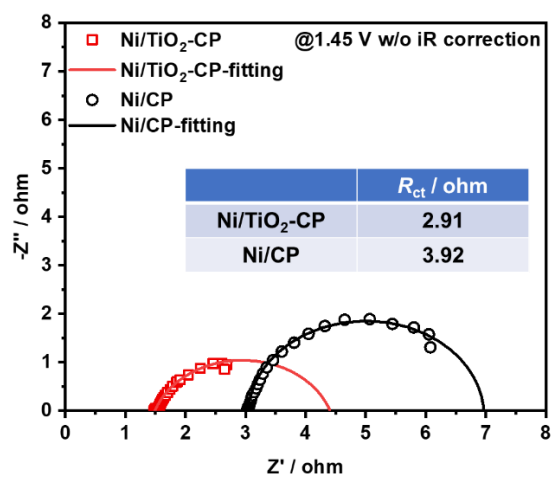 Ni/TiO₂-CP @1.45 V w/o iR correction
Ni/TiO₂-CP-fitting
Ni/CP
Ni/CP-fitting
R_ct / ohm
Ni/TiO₂-CP 2.91
Ni/CP 3.92
-Z'' / ohm
8
7
6
5
4
3
2
1
0
0 1 2 3 4 5 6 7 8
Z' / ohm